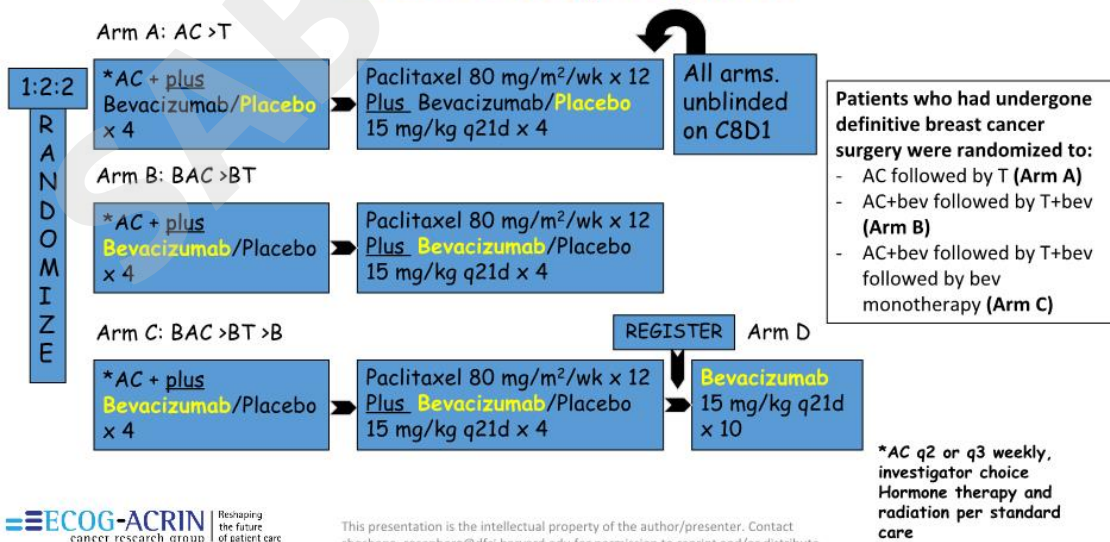 Arm A: AC >T
1:2:2
RANDOMIZE
*AC + plus
Bevacizumab/Placebo
x 4
Paclitaxel 80 mg/m²/wk x 12
Plus Bevacizumab/Placebo
15 mg/kg q21d x 4
All arms.
unblinded
on C8D1
Arm B: BAC >BT
*AC + plus
Bevacizumab/Placebo
x 4
Paclitaxel 80 mg/m²/wk x 12
Plus Bevacizumab/Placebo
15 mg/kg q21d x 4
Arm C: BAC >BT >B
*AC + plus
Bevacizumab/Placebo
x 4
Paclitaxel 80 mg/m²/wk x 12
Plus Bevacizumab/Placebo
15 mg/kg q21d x 4
REGISTER
Arm D
Bevacizumab
15 mg/kg q21d
x 10
Patients who had undergone
definitive breast cancer
surgery were randomized to:
- AC followed by T (Arm A)
- AC+bev followed by T+bev
(Arm B)
- AC+bev followed by T+bev
followed by bev
monotherapy (Arm C)
*AC q2 or q3 weekly,
investigator choice
Hormone therapy and
radiation per standard
care
ECOG-ACRIN
cancer research group
Reshaping
the future
of patient care
This presentation is the intellectual property of the author/presenter. Contact
SAB